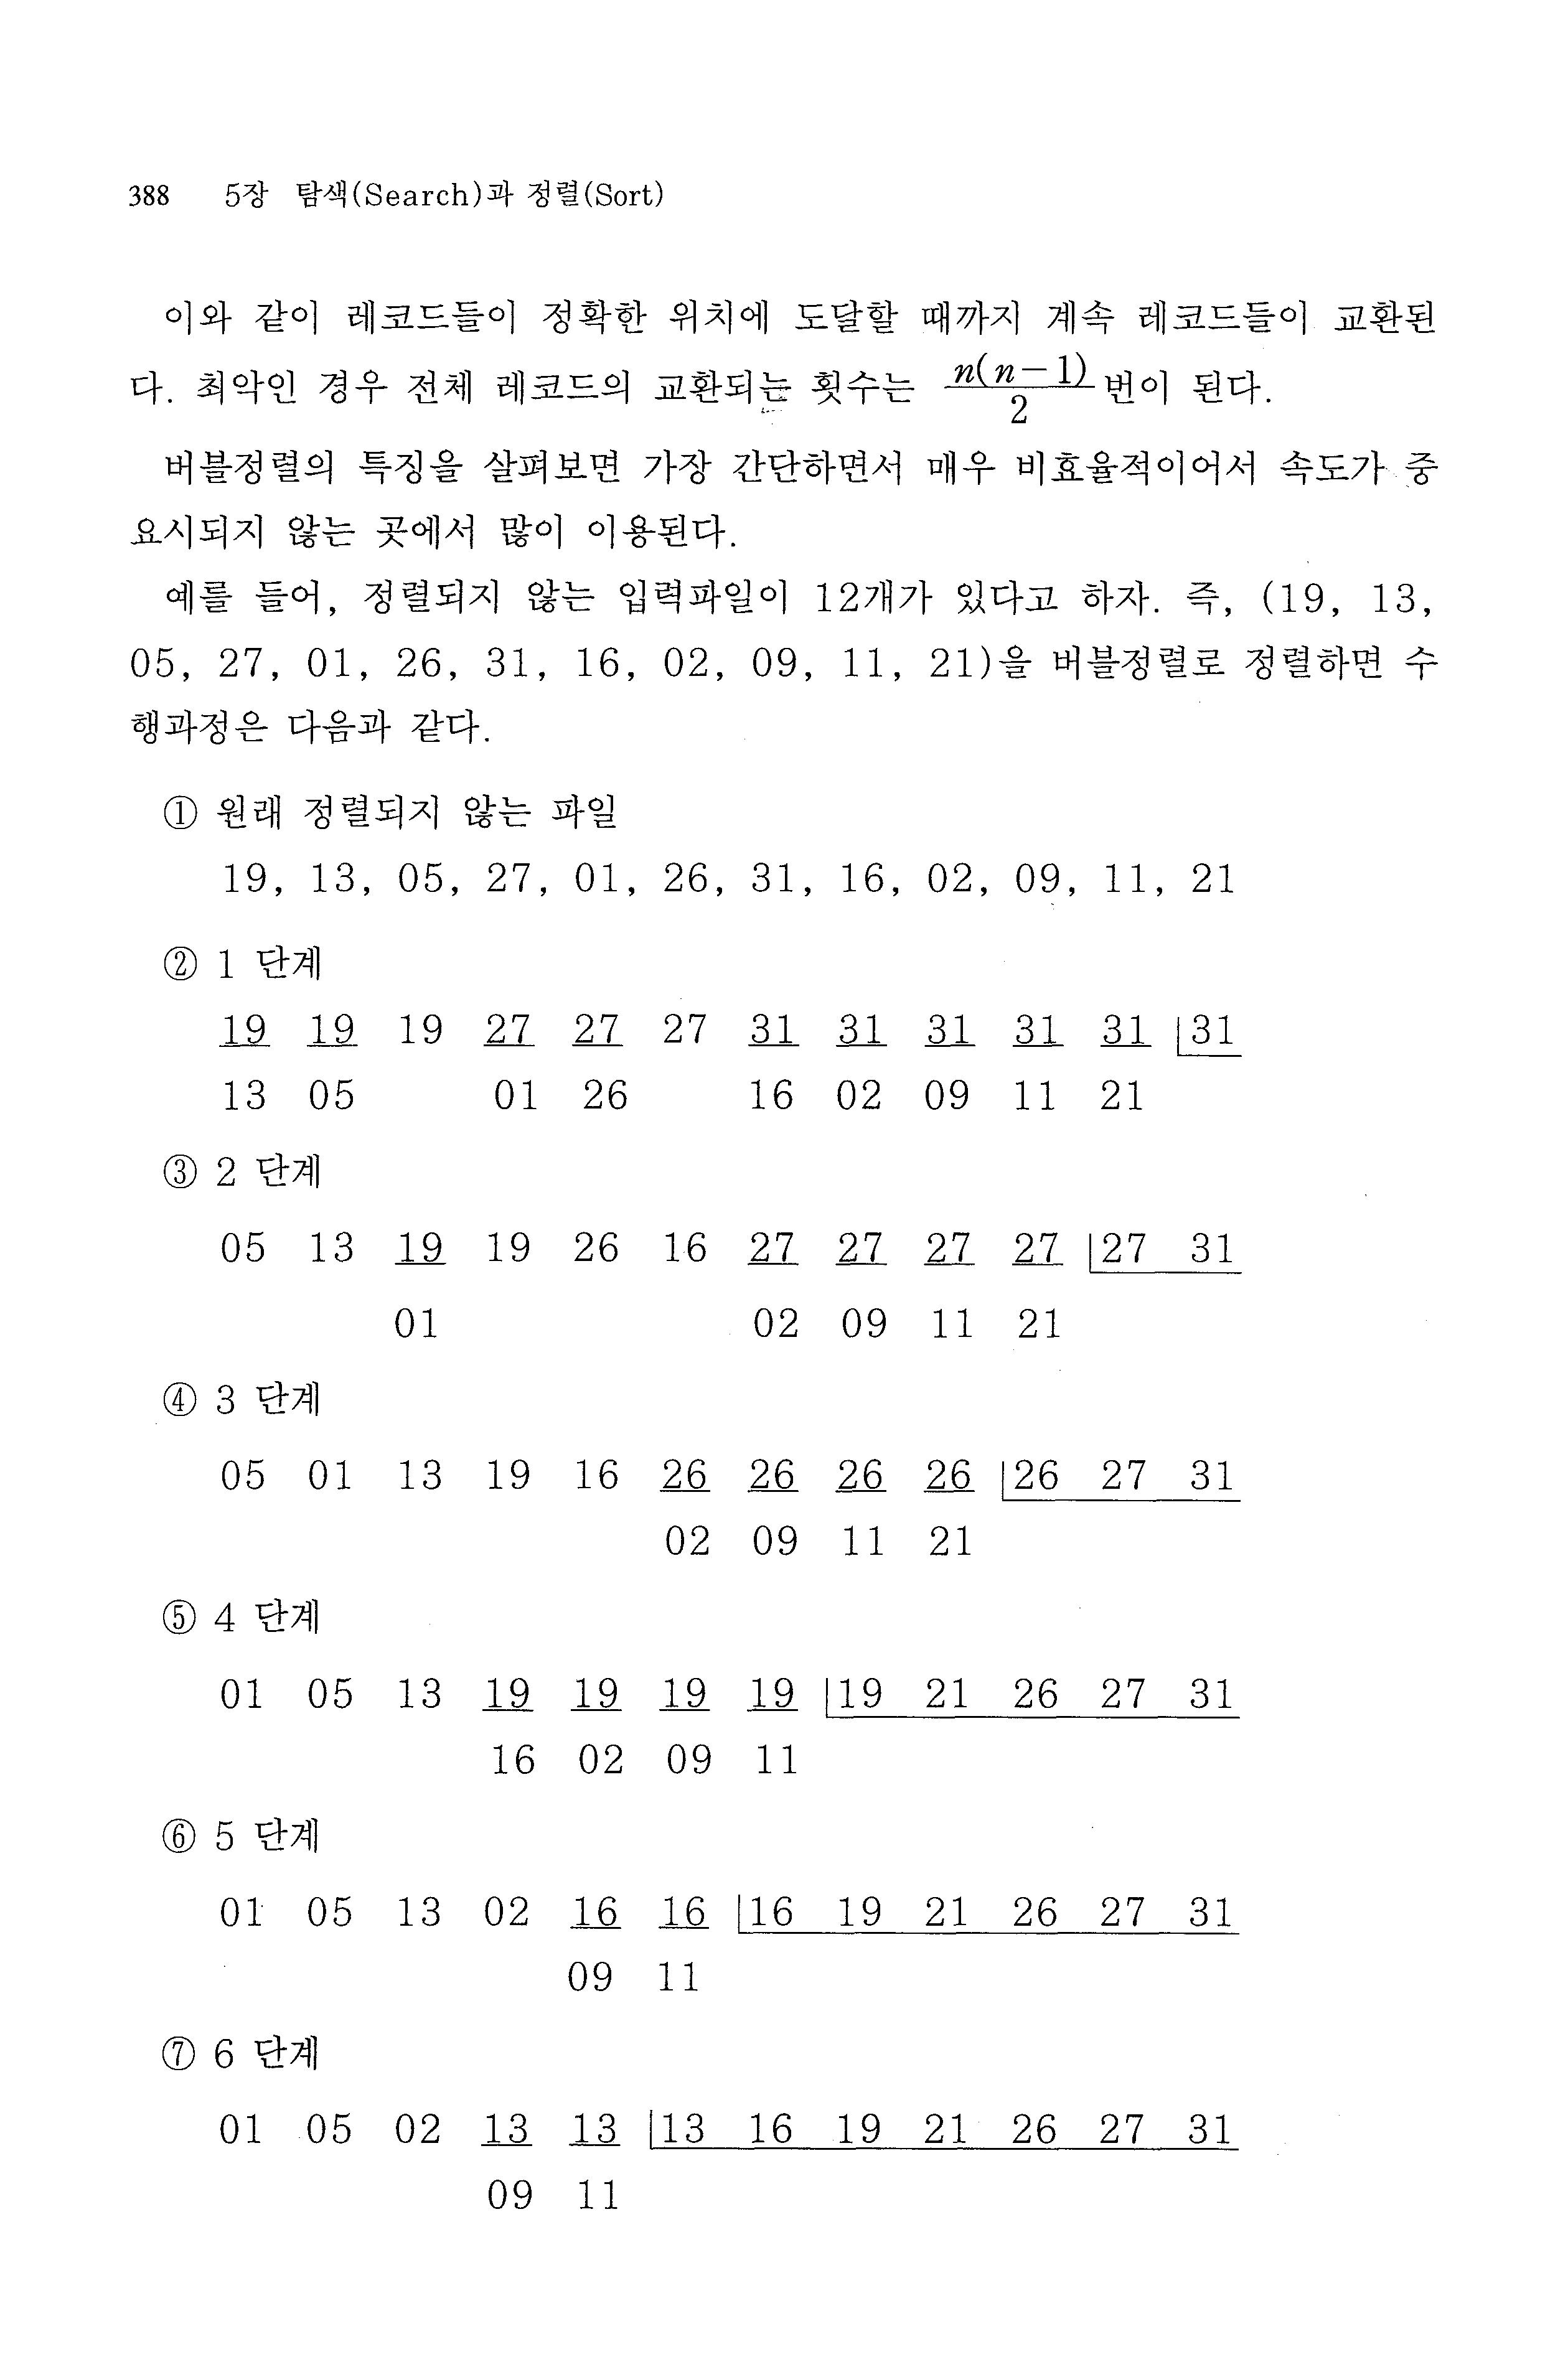 388 5장 탐색(Search)과 정렬(Sort)
이와 같이 레코드들이 정확한 위치에 도달할 때까지 계속 레코드들이 교환된
다. 최악인 경우 전체 레코드의 교환되는 횟수는 n(n-1)/2 번이 된다.
버블정렬의 특징을 살펴보면 가장 간단하면서 매우 비효율적이어서 속도가 중
요시되지 않는 곳에서 많이 이용된다.
예를 들어, 정렬되지 않는 입력파일이 12개가 있다고 하자. 즉, (19, 13,
05, 27, 01, 26, 31, 16, 02, 09, 11, 21)을 버블정렬로 정렬하면 수
행과정은 다음과 같다.
① 원래 정렬되지 않는 파일
19, 13, 05, 27, 01, 26, 31, 16, 02, 09, 11, 21
② 1 단계
19 19 19 27 27 27 31 31 31 31 31 31
13 05 01 26 16 02 09 11 21
③ 2 단계
05 13 19 19 26 16 27 27 27 27 27 31
01 02 09 11 21
④ 3 단계
05 01 13 19 16 26 26 26 26 26 27 31
02 09 11 21
⑤ 4 단계
01 05 13 19 19 19 19 19 21 26 27 31
16 02 09 11
⑥ 5 단계
01 05 13 02 16 16 16 19 21 26 27 31
09 11
⑦ 6 단계
01 05 02 13 13 13 16 19 21 26 27 31
09 11